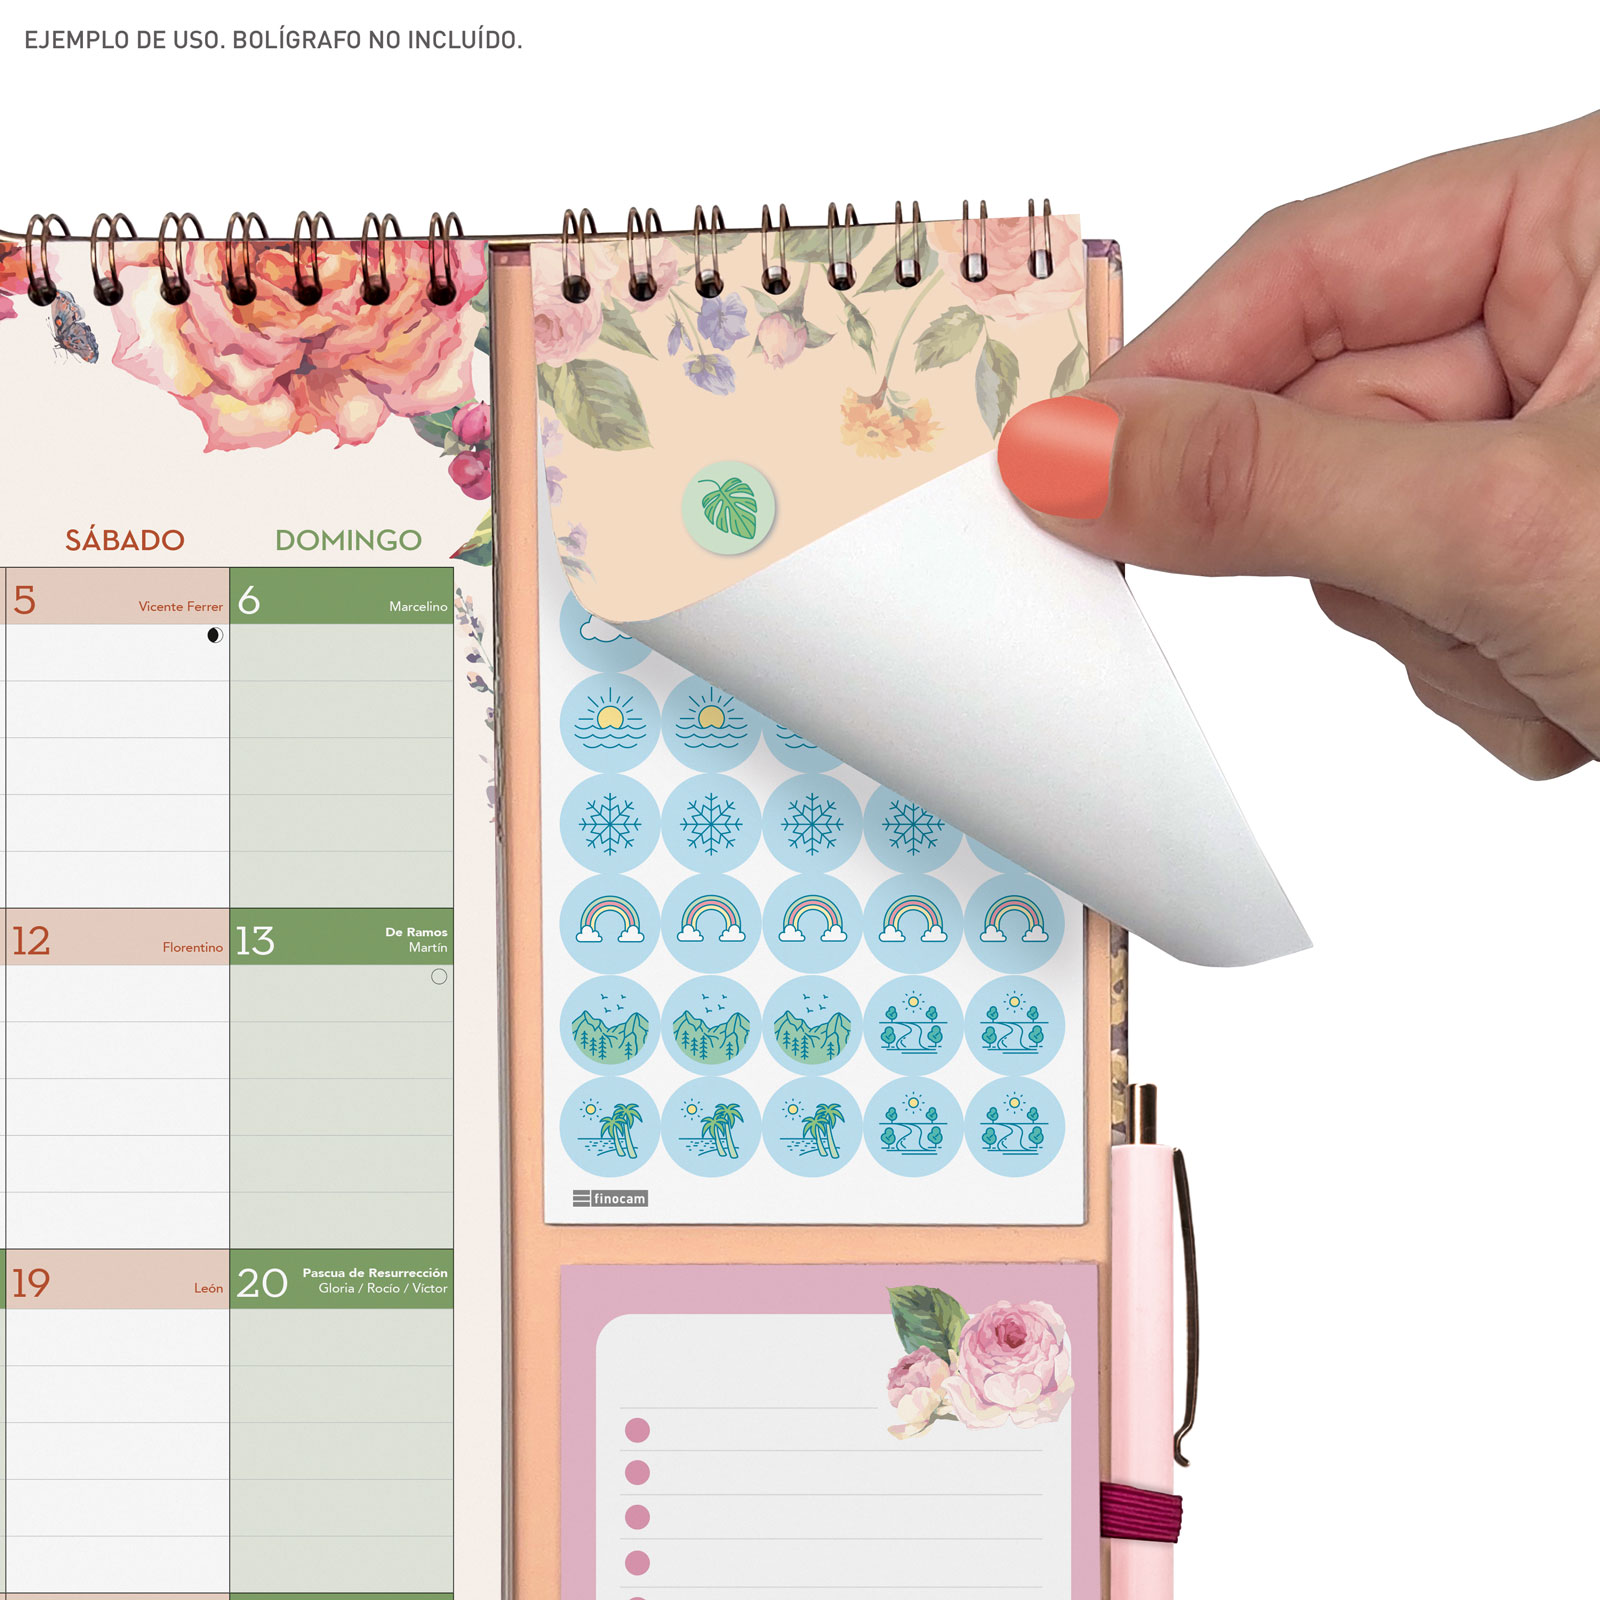 EJEMPLO DE USO. BOLÍGRAFO NO INCLUÍDO.
SÁBADO
DOMINGO
5 Vicente Ferrer
6 Marcelino
12 Florentino
13 De Ramos
Martín
19 León
20 Pascua de Resurrección
Gloria / Rocío / Víctor
finocam